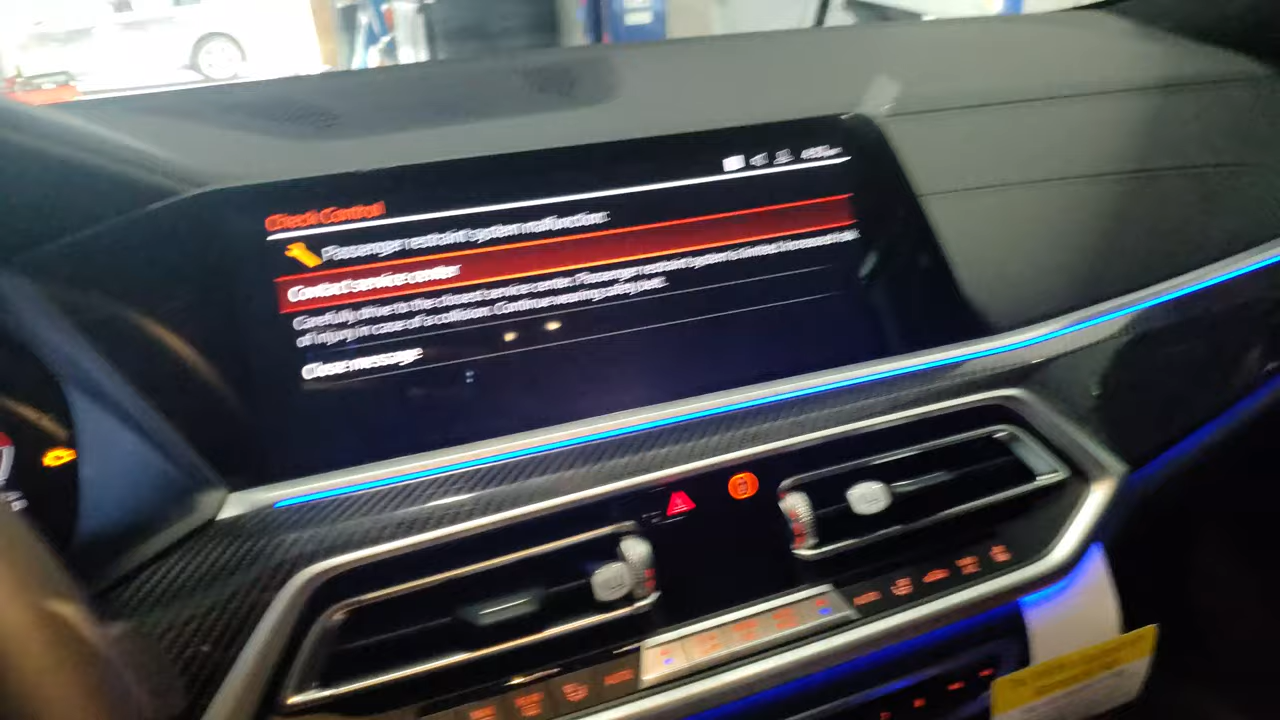 Check Control
Passenger restraint system malfunction:
Contact service center
Carefully drive to the closest service center. Passenger restraint system is limited. Increased risk
of injury in case of a collision. Continue wearing safety belt.
Close message